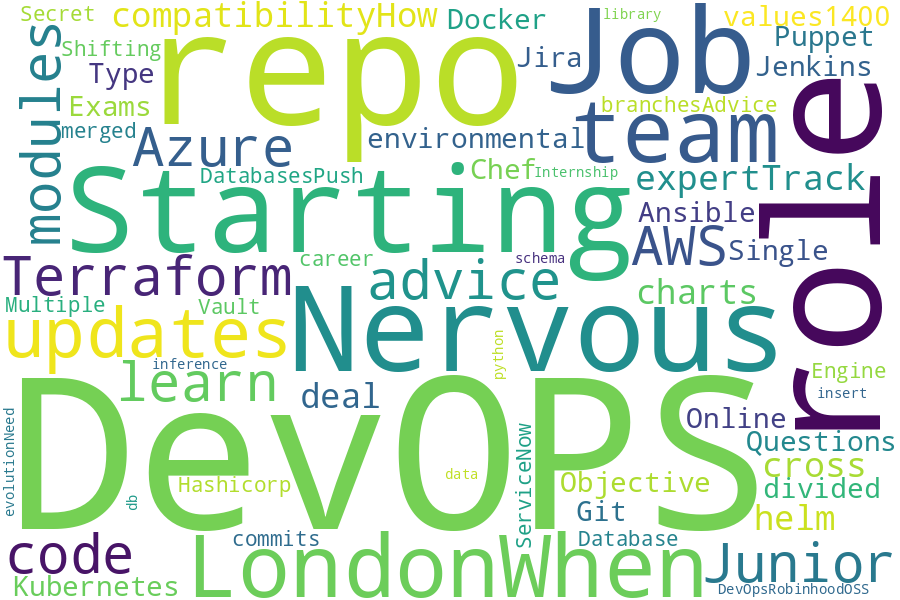 Secret
compatibilityHow
Docker
library
values1400
Shifting
repo
Jira
Job
Puppet
Type
Jenkins
modules
Exams
branchesAdvice
merged
Azure
environmental
team
role
Starting
DatabasesPush
Chef
Internship
expertTrack
Ansible
AWS
Single
Terraform
career
schema
advice
charts
Multiple
Vault
Nervous
updates
inference
python
learn
deal
Engine
insert
evolutionNeed
DevOPS
Online
Questions
data
Hashicorp
db
ServiceNow
Objective
cross
divided
Git
helm
code
commits
LondonWhen
Database
Junior
Kubernetes
DevOpsRobinhoodOSS